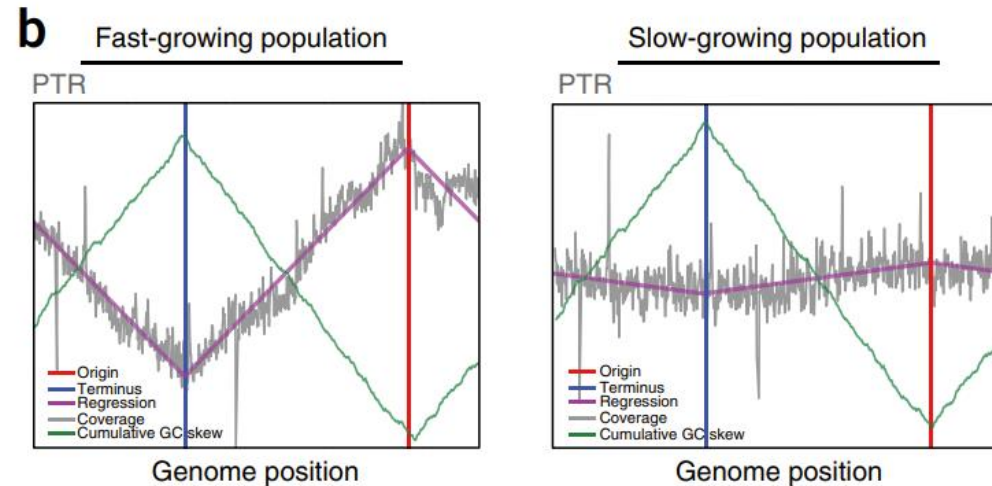 b
Fast-growing population
Slow-growing population
PTR
PTR
Origin
Terminus
Regression
Coverage
Cumulative GC skew
Origin
Terminus
Regression
Coverage
Cumulative GC skew
Genome position
Genome position